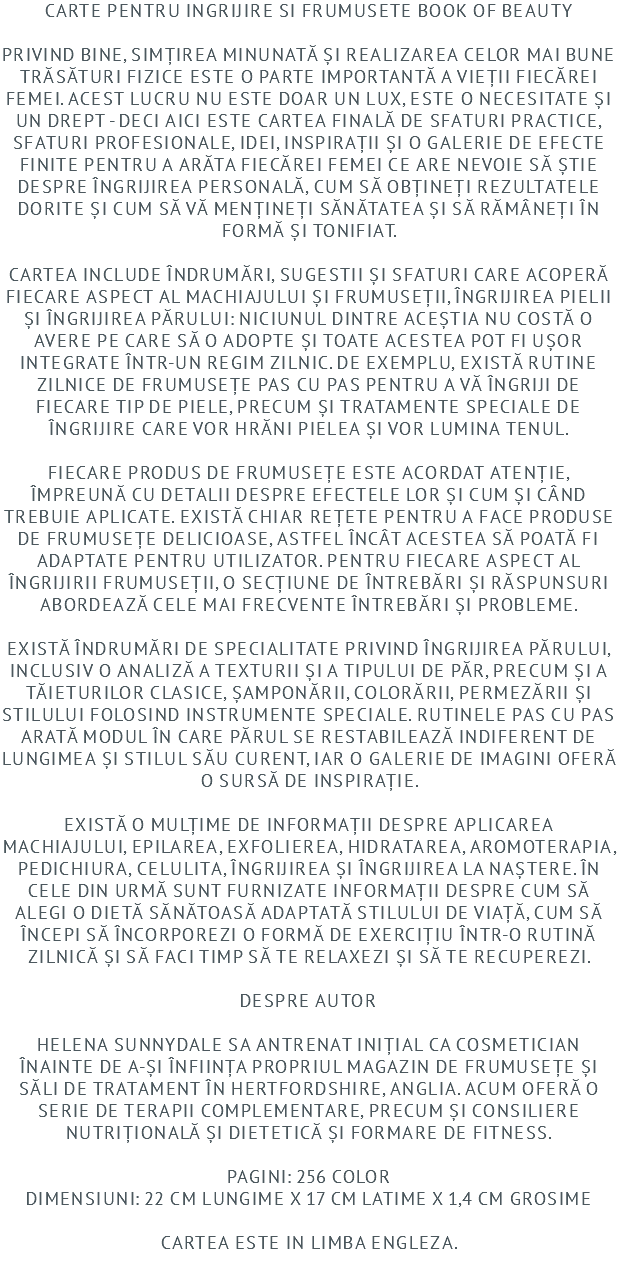 CARTE PENTRU INGRIJIRE SI FRUMUSETE BOOK OF BEAUTY
PRIVIND BINE, SIMȚIREA MINUNATĂ ȘI REALIZAREA CELOR MAI BUNE
TRĂSĂTURI FIZICE ESTE O PARTE IMPORTANTĂ A VIEȚII FIECĂREI
FEMEI. ACEST LUCRU NU ESTE DOAR UN LUX, ESTE O NECESITATE ȘI
UN DREPT - DECI AICI ESTE CARTEA FINALĂ DE SFATURI PRACTICE,
SFATURI PROFESIONALE, IDEI, INSPIRAȚII ȘI O GALERIE DE EFECTE
FINITE PENTRU A ARĂTA FIECĂREI FEMEI CE ARE NEVOIE SĂ ȘTIE
DESPRE ÎNGRIJIREA PERSONALĂ, CUM SĂ OBȚINEȚI REZULTATELE
DORITE ȘI CUM SĂ VĂ MENȚINEȚI SĂNĂTATEA ȘI SĂ RĂMÂNEȚI ÎN
FORMĂ ȘI TONIFIAT.
CARTEA INCLUDE ÎNDRUMĂRI, SUGESTII ȘI SFATURI CARE ACOPERĂ
FIECARE ASPECT AL MACHIAJULUI ȘI FRUMUSEȚII, ÎNGRIJIREA PIELII
ȘI ÎNGRIJIREA PĂRULUI: NICIUNUL DINTRE ACEȘTIA NU COSTĂ O
AVERE PE CARE SĂ O ADOPTE ȘI TOATE ACESTEA POT FI UȘOR
INTEGRATE ÎNTR-UN REGIM ZILNIC. DE EXEMPLU, EXISTĂ RUTINE
ZILNICE DE FRUMUSEȚE PAS CU PAS PENTRU A VĂ ÎNGRIJI DE
FIECARE TIP DE PIELE, PRECUM ȘI TRATAMENTE SPECIALE DE
ÎNGRIJIRE CARE VOR HRĂNI PIELEA ȘI VOR LUMINA TENUL.
FIECARE PRODUS DE FRUMUSEȚE ESTE ACORDAT ATENȚIE,
ÎMPREUNĂ CU DETALII DESPRE EFECTELE LOR ȘI CUM ȘI CÂND
TREBUIE APLICATE. EXISTĂ CHIAR REȚETE PENTRU A FACE PRODUSE
DE FRUMUSEȚE DELICIOASE, ASTFEL ÎNCÂT ACESTEA SĂ POATĂ FI
ADAPTATE PENTRU UTILIZATOR. PENTRU FIECARE ASPECT AL
ÎNGRIJIRII FRUMUSEȚII, O SECȚIUNE DE ÎNTREBĂRI ȘI RĂSPUNSURI
ABORDEAZĂ CELE MAI FRECVENTE ÎNTREBĂRI ȘI PROBLEME.
EXISTĂ ÎNDRUMĂRI DE SPECIALITATE PRIVIND ÎNGRIJIREA PĂRULUI,
INCLUSIV O ANALIZĂ A TEXTURII ȘI A TIPULUI DE PĂR, PRECUM ȘI A
TĂIETURILOR CLASICE, ȘAMPONĂRII, COLORĂRII, PERMEZĂRII ȘI
STILULUI FOLOSIND INSTRUMENTE SPECIALE. RUTINELE PAS CU PAS
ARATĂ MODUL ÎN CARE PĂRUL SE RESTABILEAZĂ INDIFERENT DE
LUNGIMEA ȘI STILUL SĂU CURENT, IAR O GALERIE DE IMAGINI OFERĂ
O SURSĂ DE INSPIRAȚIE.
EXISTĂ O MULȚIME DE INFORMAȚII DESPRE APLICAREA
MACHIAJULUI, EPILAREA, EXFOLIEREA, HIDRATAREA, AROMOTERAPIA,
PEDICHIURA, CELULITA, ÎNGRIJIREA ȘI ÎNGRIJIREA LA NAȘTERE. ÎN
CELE DIN URMĂ SUNT FURNIZATE INFORMAȚII DESPRE CUM SĂ
ALEGI O DIETĂ SĂNĂTOASĂ ADAPTATĂ STILULUI DE VIAȚĂ, CUM SĂ
ÎNCEPI SĂ ÎNCORPOREZI O FORMĂ DE EXERCIȚIU ÎNTR-O RUTINĂ
ZILNICĂ ȘI SĂ FACI TIMP SĂ TE RELAXEZI ȘI SĂ TE RECUPEREZI.
DESPRE AUTOR
HELENA SUNNYDALE SA ANTRENAT INIȚIAL CA COSMETICIAN
ÎNAINTE DE A-ȘI ÎNFIINȚA PROPRIUL MAGAZIN DE FRUMUSEȚE ȘI
SĂLI DE TRATAMENT ÎN HERTFORDSHIRE, ANGLIA. ACUM OFERĂ O
SERIE DE TERAPII COMPLEMENTARE, PRECUM ȘI CONSILIERE
NUTRIȚIONALĂ ȘI DIETETICĂ ȘI FORMARE DE FITNESS.
PAGINI: 256 COLOR
DIMENSIUNI: 22 CM LUNGIME X 17 CM LATIME X 1,4 CM GROSIME
CARTEA ESTE IN LIMBA ENGLEZA.